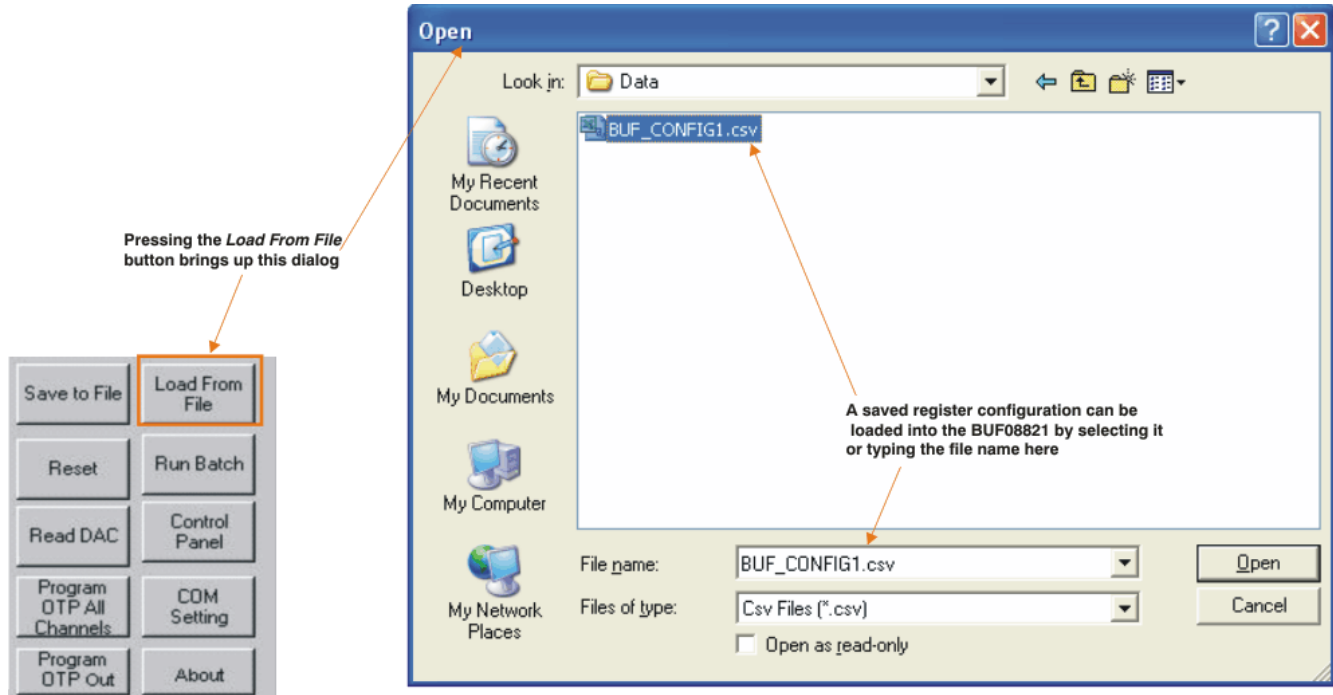 Open
Look in:
Data
BUF_CONFIG1.csv
My Recent
Documents
Desktop
My Documents
My Computer
My Network
Places
File name:
BUF_CONFIG1.csv
Open
Files of type:
Csv Files (*.csv)
Cancel
Open as read-only
Pressing the Load From File
button brings up this dialog
A saved register configuration can be
loaded into the BUF08821 by selecting it
or typing the file name here
Save to File
Load From
File
Reset
Run Batch
Read DAC
Control
Panel
Program
OTP All
Channels
COM
Setting
Program
OTP Out
About